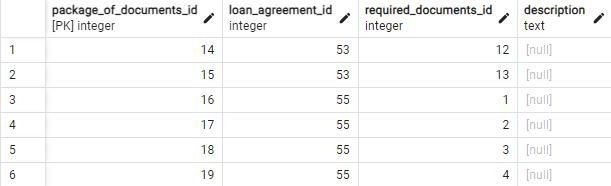 package_of_documents_id loan_agreement_id required_documents_id description
[PK] integer integer integer text
1 14 53 12 [null]
2 15 53 13 [null]
3 16 55 1 [null]
4 17 55 2 [null]
5 18 55 3 [null]
6 19 55 4 [null]